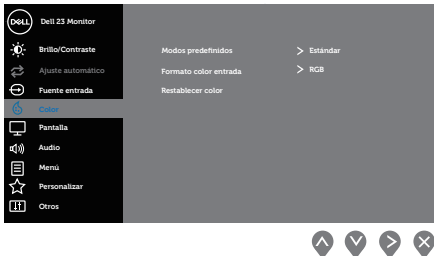 DELL Dell 23 Monitor
Brillo/Contraste
Ajuste automático
Fuente entrada
Color
Pantalla
Audio
Menú
Personalizar
Otros
Modos predefinidos > Estándar
Formato color entrada > RGB
Restablecer color